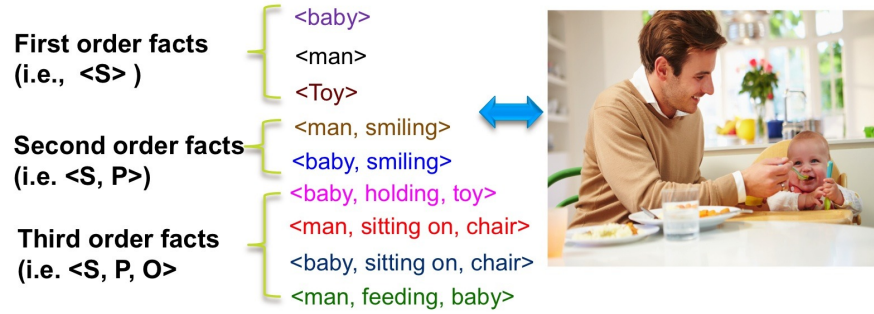 First order facts
(i.e., <S> )
<baby>
<man>
<Toy>
Second order facts
(i.e. <S, P>)
<man, smiling>
<baby, smiling>
Third order facts
(i.e. <S, P, O>
<baby, holding, toy>
<man, sitting on, chair>
<baby, sitting on, chair>
<man, feeding, baby>